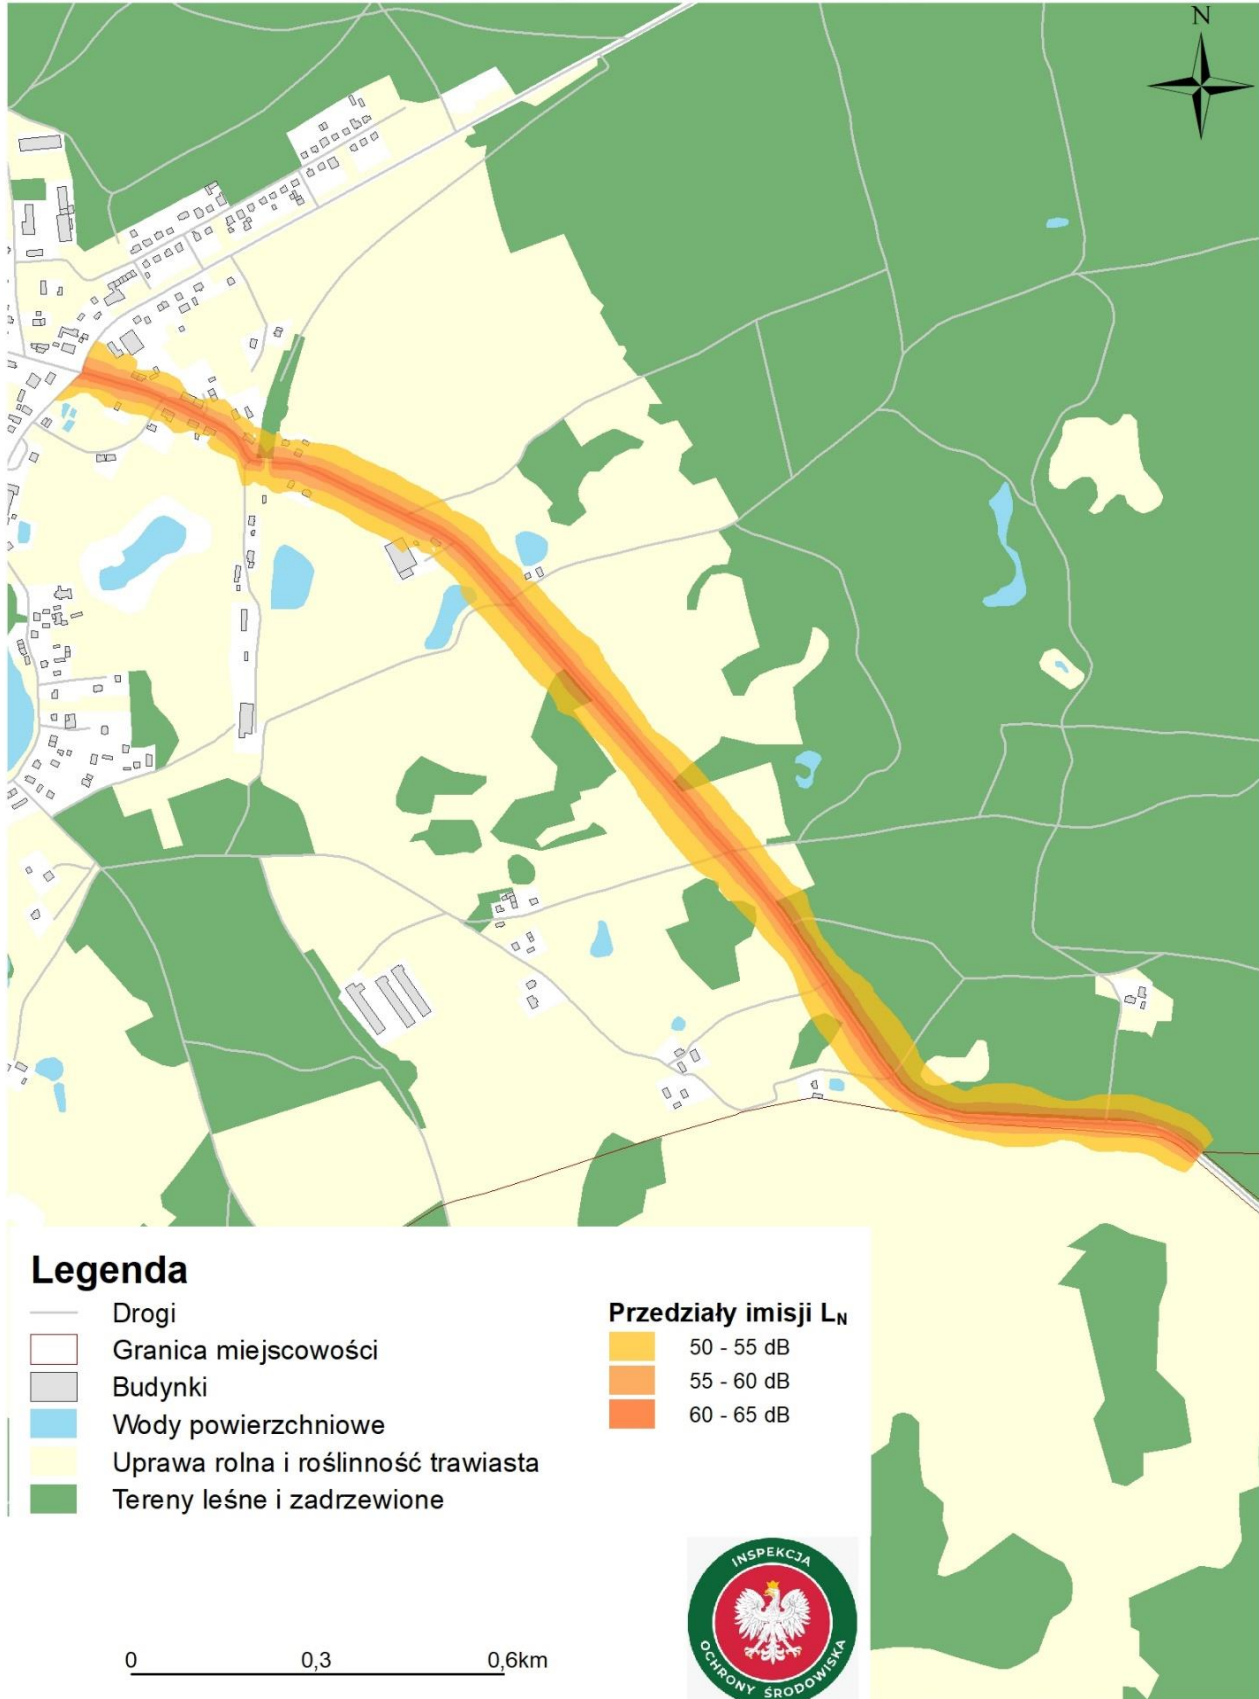 N
Legenda
Drogi
Granica miejscowości
Budynki
Wody powierzchniowe
Uprawa rolna i roślinność trawiasta
Tereny leśne i zadrzewione
Przedziały imisji LN
50 - 55 dB
55 - 60 dB
60 - 65 dB
INSPEKCJA
OCHRONY ŚRODOWISKA
0 0,3 0,6km